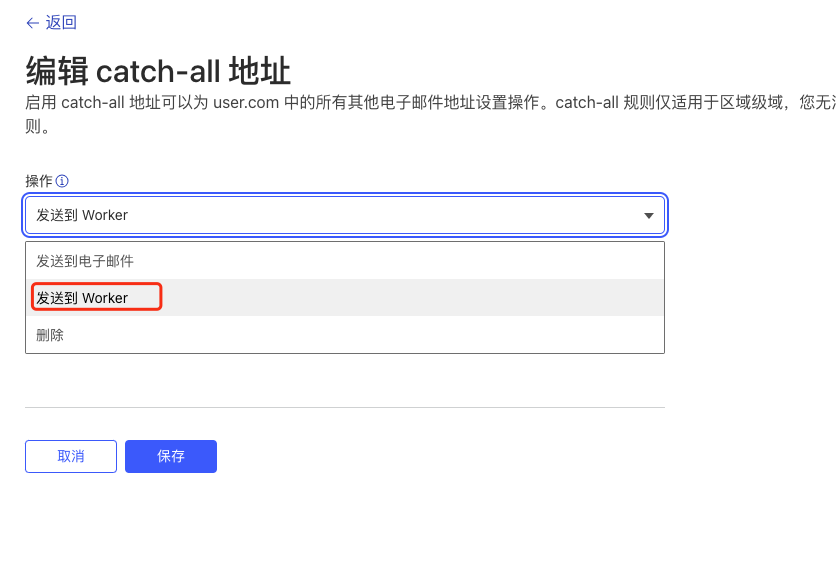 ← 返回
编辑 catch-all 地址
启用 catch-all 地址可以为 user.com 中的所有其他电子邮件地址设置操作。catch-all 规则仅适用于区域级域，您无
则。
操作
发送到 Worker
发送到电子邮件
发送到 Worker
删除
取消
保存